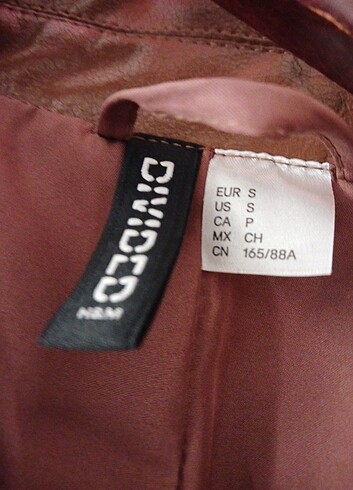 DIVIDED
H&M
EUR S
US S
CA P
MX CH
CN 165/88A